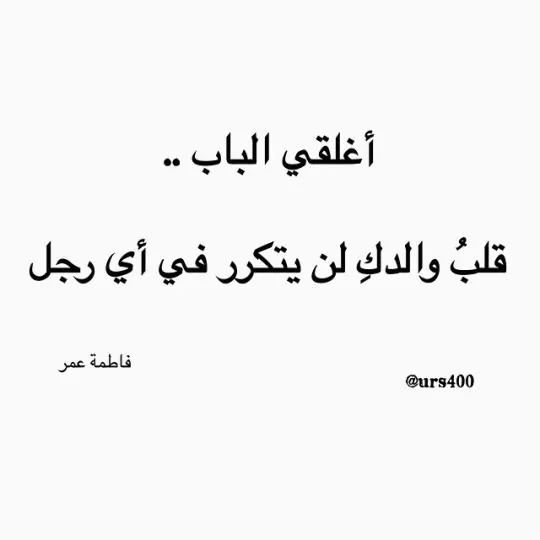 أغلقي الباب ..
قلبُ والدكِ لن يتكرر في أي رجل
فاطمة عمر
@urs400